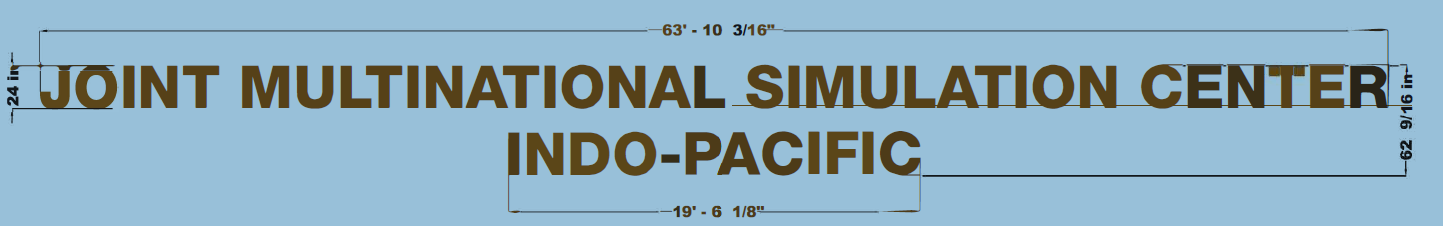 63' - 10 3/16"
24 in
JOINT MULTINATIONAL SIMULATION CENTER
62 9/16 in
INDO-PACIFIC
19' - 6 1/8"